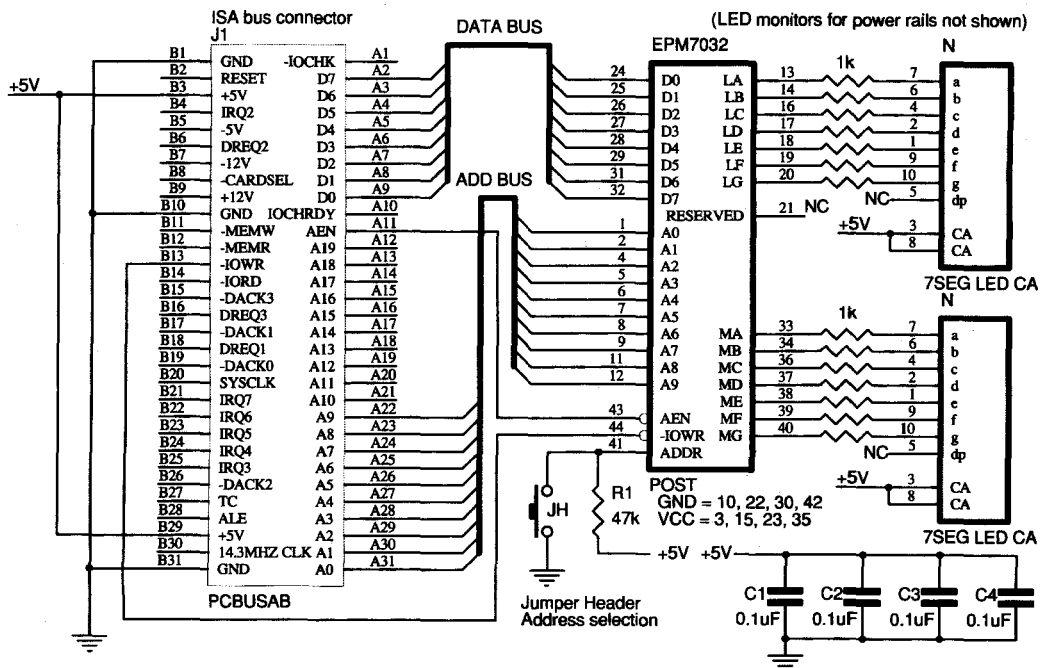 ISA bus connector
J1
DATA BUS
(LED monitors for power rails not shown)
EPM7032
N
+5V
B1 GND -IOCHK A1
B2 RESET D7 A2
B3 +5V D6 A3
B4 IRQ2 D5 A4
B5 -5V D4 A5
B6 DREQ2 D3 A6
B7 -12V D2 A7
B8 -CARDSEL D1 A8
B9 +12V D0 A9
B10 GND IOCHRDY A10
B11 -MEMW AEN A11
B12 -MEMR A19 A12
B13 -IOWR A18 A13
B14 -IORD A17 A14
B15 -DACK3 A16 A15
B16 DREQ3 A15 A16
B17 -DACK1 A14 A17
B18 DREQ1 A13 A18
B19 -DACK0 A12 A19
B20 SYSCLK A11 A20
B21 IRQ7 A10 A21
B22 IRQ6 A9 A22
B23 IRQ5 A8 A23
B24 IRQ4 A7 A24
B25 IRQ3 A6 A25
B26 -DACK2 A5 A26
B27 TC A4 A27
B28 ALE A3 A28
B29 +5V A2 A29
B30 14.3MHZ CLK A1 A30
B31 GND A0 A31
PCBUSAB
ADD BUS
24 D0 LA 13
25 D1 LB 14
26 D2 LC 16
27 D3 LD 17
28 D4 LE 18
29 D5 LF 19
31 D6 LG 20
32 D7
RESERVED 21 NC
1 A0
2 A1
4 A2
5 A3
6 A4
7 A5
8 A6 MA 33
9 A7 MB 34
11 A8 MC 36
12 A9 MD 37
ME 38
43 AEN MF 39
44 -IOWR MG 40
41 ADDR
POST
GND = 10, 22, 30, 42
VCC = 3, 15, 23, 35
1k
7 a
6 b
4 c
2 d
1 e
9 f
10 g
NC 5 dp
+5V 3 CA
8 CA
7SEG LED CA
N
1k
7 a
6 b
4 c
2 d
1 e
9 f
10 g
NC 5 dp
+5V 3 CA
8 CA
7SEG LED CA
JH
R1
47k
+5V +5V
Jumper Header
Address selection
C1 C2 C3 C4
0.1uF 0.1uF 0.1uF 0.1uF